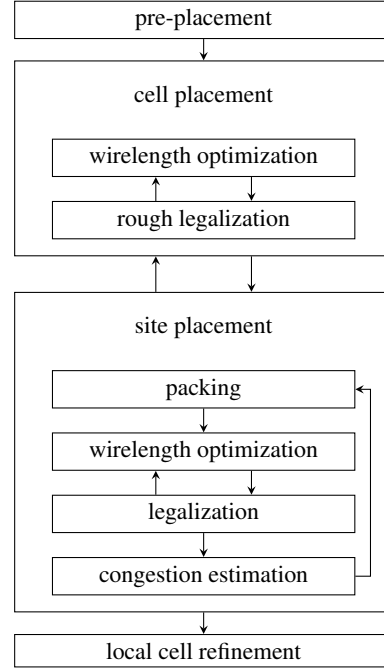 pre-placement
cell placement
wirelength optimization
rough legalization
site placement
packing
wirelength optimization
legalization
congestion estimation
local cell refinement